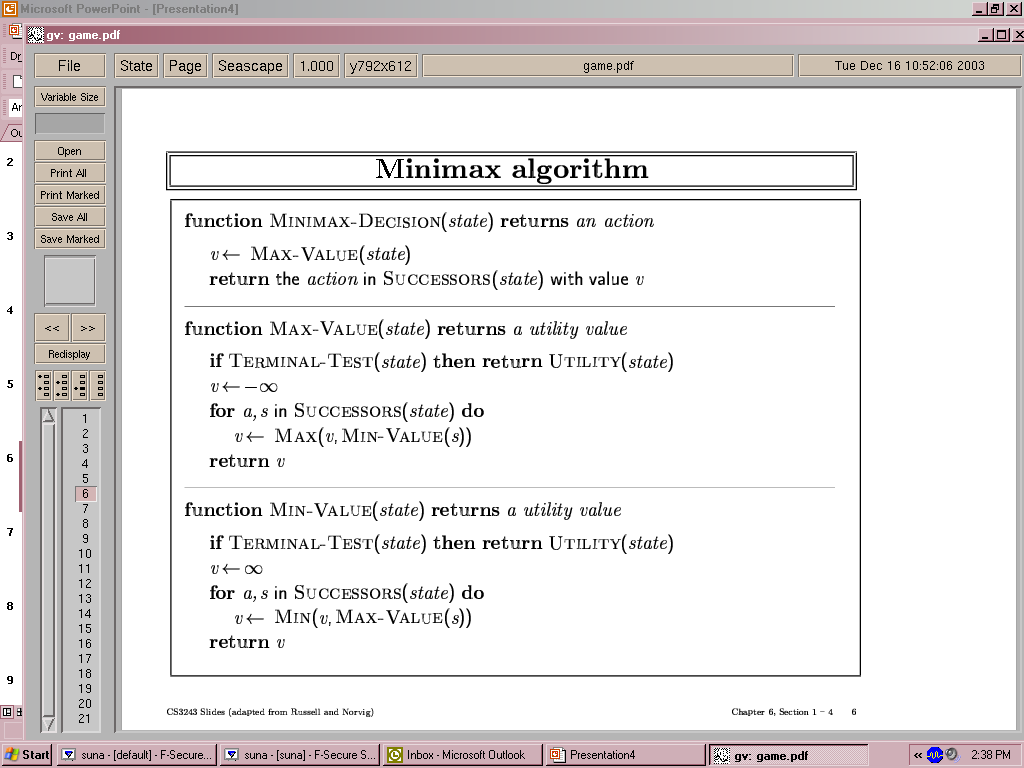 Microsoft PowerPoint - [Presentation4]
gv: game.pdf
File State Page Seascape 1.000 y792x612 game.pdf Tue Dec 16 10:52:06 2003
Variable Size
Open
Print All
Print Marked
Save All
Save Marked
<< >>
Redisplay
1
2
3
4
5
6
7
8
9
10
11
12
13
14
15
16
17
18
19
20
21
Dr
Ar
Ou
2
3
4
5
6
7
8
9
Minimax algorithm
function MINIMAX-DECISION(state) returns an action
v ← MAX-VALUE(state)
return the action in SUCCESSORS(state) with value v
function MAX-VALUE(state) returns a utility value
if TERMINAL-TEST(state) then return UTILITY(state)
v ← −∞
for a, s in SUCCESSORS(state) do
v ← MAX(v, MIN-VALUE(s))
return v
function MIN-VALUE(state) returns a utility value
if TERMINAL-TEST(state) then return UTILITY(state)
v ← ∞
for a, s in SUCCESSORS(state) do
v ← MIN(v, MAX-VALUE(s))
return v
CS3243 Slides (adapted from Russell and Norvig) Chapter 6, Section 1 – 4 6
Start suna - [default] - F-Secure... suna - [suna] - F-Secure S... Inbox - Microsoft Outlook Presentation4 gv: game.pdf « 2:38 PM